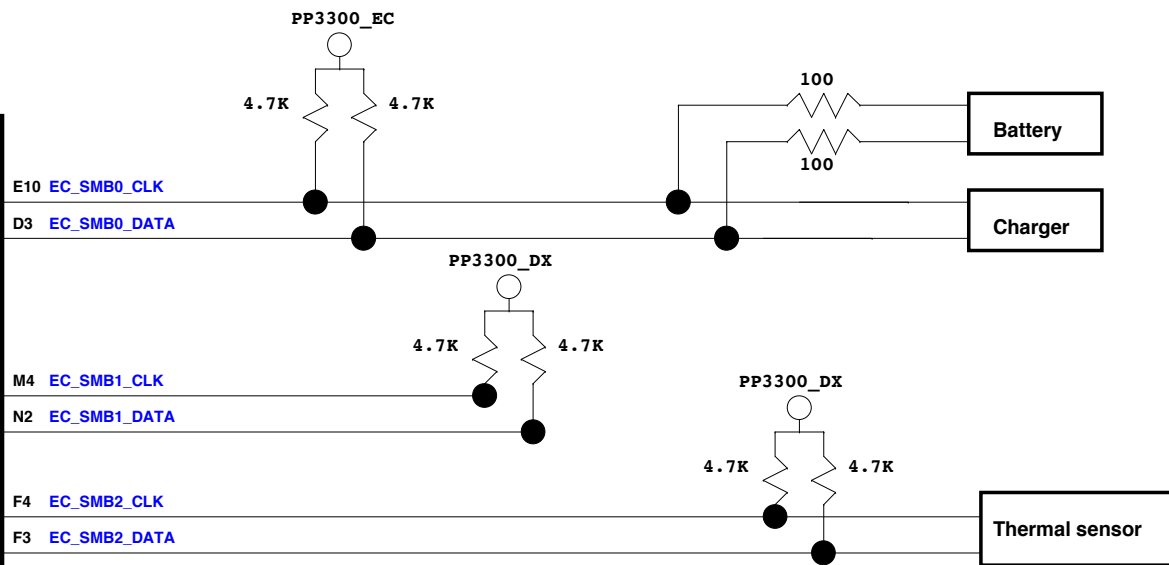 PP3300_EC
4.7K 4.7K
100
Battery
100
E10 EC_SMB0_CLK
D3 EC_SMB0_DATA
Charger
PP3300_DX
4.7K 4.7K
M4 EC_SMB1_CLK
N2 EC_SMB1_DATA
PP3300_DX
4.7K 4.7K
F4 EC_SMB2_CLK
F3 EC_SMB2_DATA
Thermal sensor